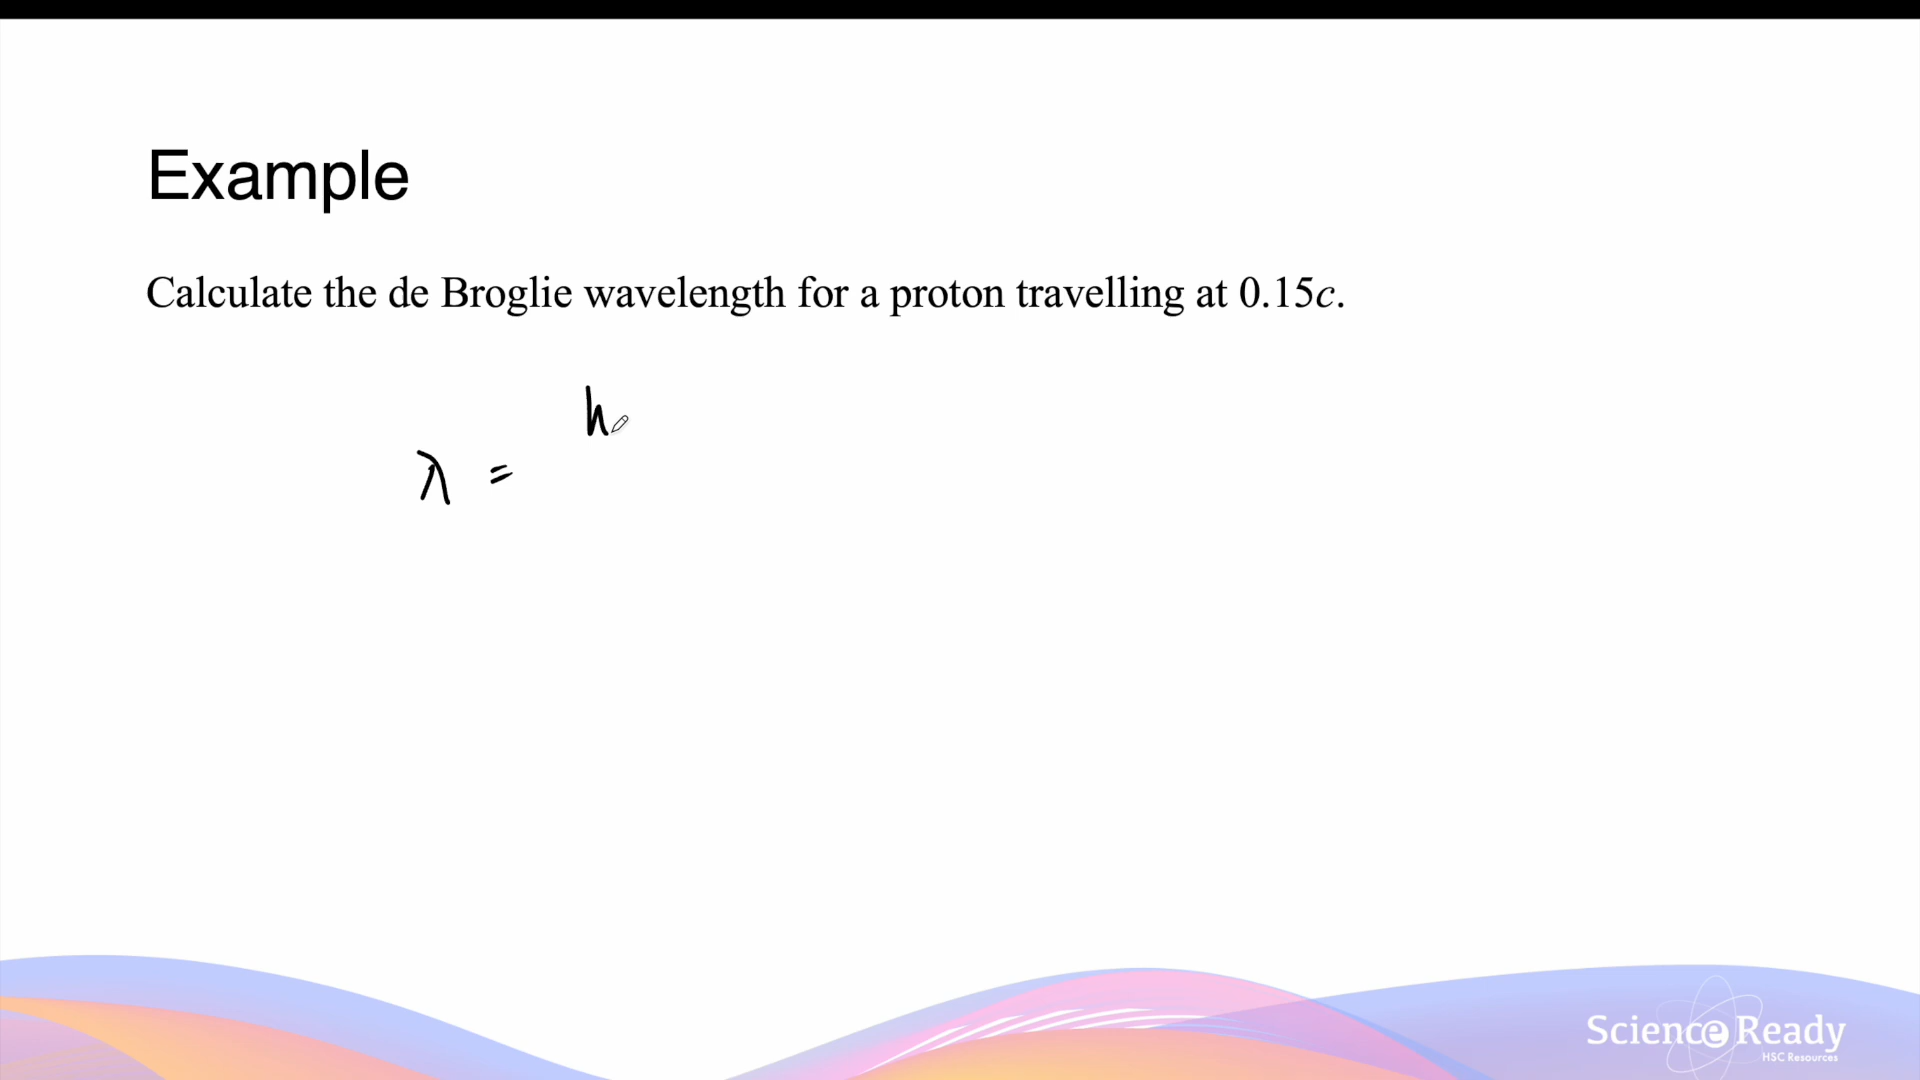 Example
Calculate the de Broglie wavelength for a proton travelling at 0.15c.
h
λ =
Science Ready
HSC Resources